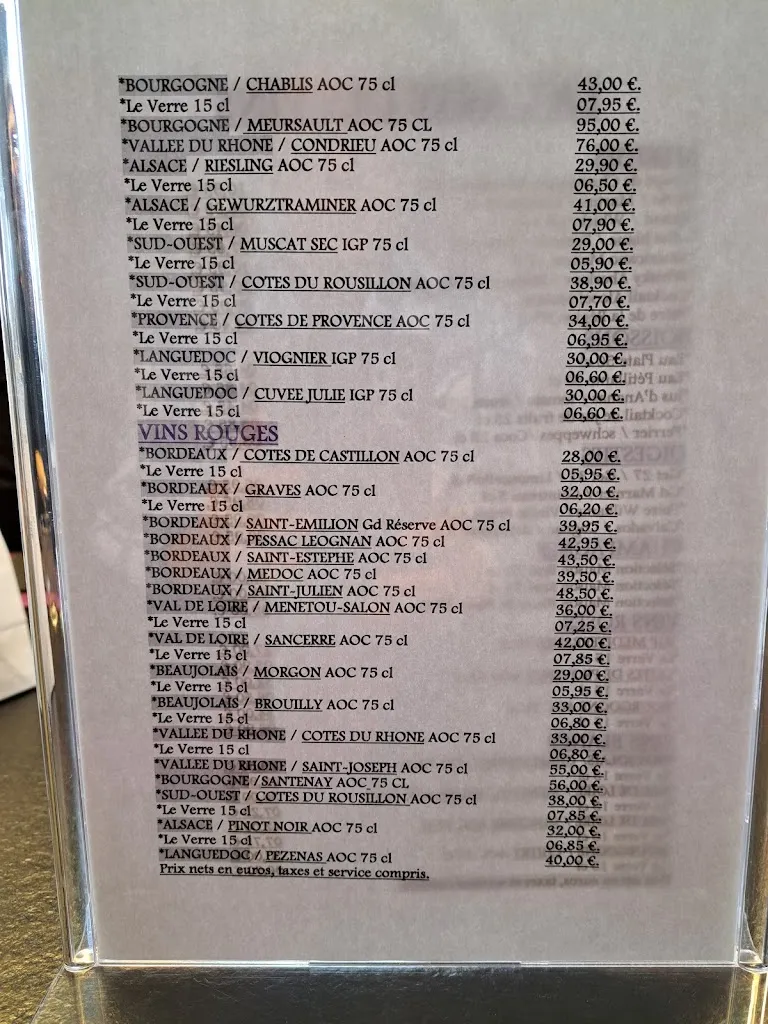 *BOURGOGNE / CHABLIS AOC 75 cl 43,00 €.
*Le Verre 15 cl 07,95 €.
*BOURGOGNE / MEURSAULT AOC 75 CL 95,00 €.
*VALLEE DU RHONE / CONDRIEU AOC 75 cl 76,00 €.
*ALSACE / RIESLING AOC 75 cl 29,90 €.
*Le Verre 15 cl 06,50 €.
*ALSACE / GEWURZTRAMINER AOC 75 cl 41,00 €.
*Le Verre 15 cl 07,90 €.
*SUD-OUEST / MUSCAT SEC IGP 75 cl 29,00 €.
*Le Verre 15 cl 05,90 €.
*SUD-OUEST / COTES DU ROUSILLON AOC 75 cl 38,90 €.
*Le Verre 15 cl 07,70 €.
*PROVENCE / COTES DE PROVENCE AOC 75 cl 34,00 €.
*Le Verre 15 cl 06,95 €.
*LANGUEDOC / VIOGNIER IGP 75 cl 30,00 €.
*Le Verre 15 cl 06,60 €.
*LANGUEDOC / CUVEE JULIE IGP 75 cl 30,00 €.
*Le Verre 15 cl 06,60 €.
VINS ROUGES
*BORDEAUX / COTES DE CASTILLON AOC 75 cl 28,00 €.
*Le Verre 15 cl 05,95 €.
*BORDEAUX / GRAVES AOC 75 cl 32,00 €.
*Le Verre 15 cl 06,20 €.
*BORDEAUX / SAINT-EMILION Gd Réserve AOC 75 cl 39,95 €.
*BORDEAUX / PESSAC LEOGNAN AOC 75 cl 42,95 €.
*BORDEAUX / SAINT-ESTEPHE AOC 75 cl 43,50 €.
*BORDEAUX / MEDOC AOC 75 cl 39,50 €.
*BORDEAUX / SAINT-JULIEN AOC 75 cl 48,50 €.
*VAL DE LOIRE / MENETOU-SALON AOC 75 cl 36,00 €.
*Le Verre 15 cl 07,25 €.
*VAL DE LOIRE / SANCERRE AOC 75 cl 42,00 €.
*Le Verre 15 cl 07,85 €.
*BEAUJOLAIS / MORGON AOC 75 cl 29,00 €.
*Le Verre 15 cl 05,95 €.
*BEAUJOLAIS / BROUILLY AOC 75 cl 33,00 €.
*Le Verre 15 cl 06,80 €.
*VALLEE DU RHONE / COTES DU RHONE AOC 75 cl 33,00 €.
*Le Verre 15 cl 06,80 €.
*VALLEE DU RHONE / SAINT-JOSEPH AOC 75 cl 55,00 €.
*BOURGOGNE /SANTENAY AOC 75 CL 56,00 €.
*SUD-OUEST / COTES DU ROUSILLON AOC 75 cl 38,00 €.
*Le Verre 15 cl 07,85 €.
*ALSACE / PINOT NOIR AOC 75 cl 32,00 €.
*Le Verre 15 cl 06,85 €.
*LANGUEDOC / PEZENAS AOC 75 cl 40,00 €.
Prix nets en euros, taxes et service compris.